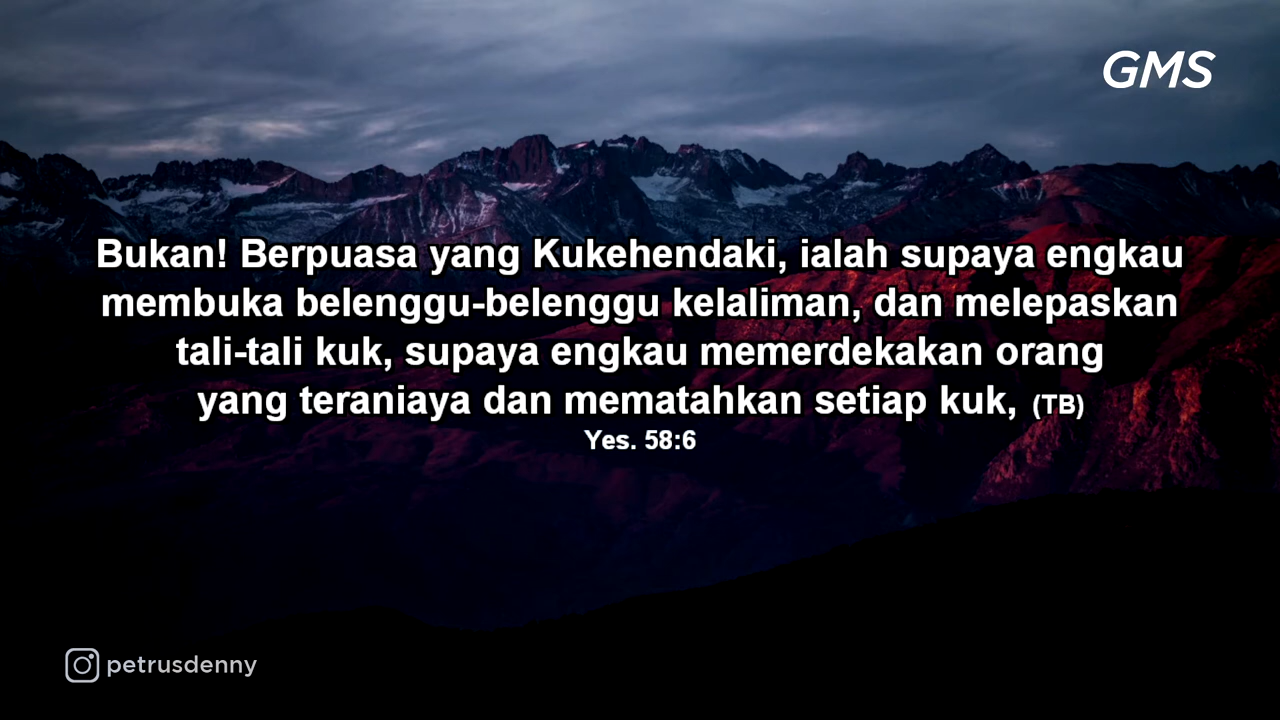 GMS
Bukan! Berpuasa yang Kukehendaki, ialah supaya engkau
membuka belenggu-belenggu kelaliman, dan melepaskan
tali-tali kuk, supaya engkau memerdekakan orang
yang teraniaya dan mematahkan setiap kuk, (TB)
Yes. 58:6
petrusdenny